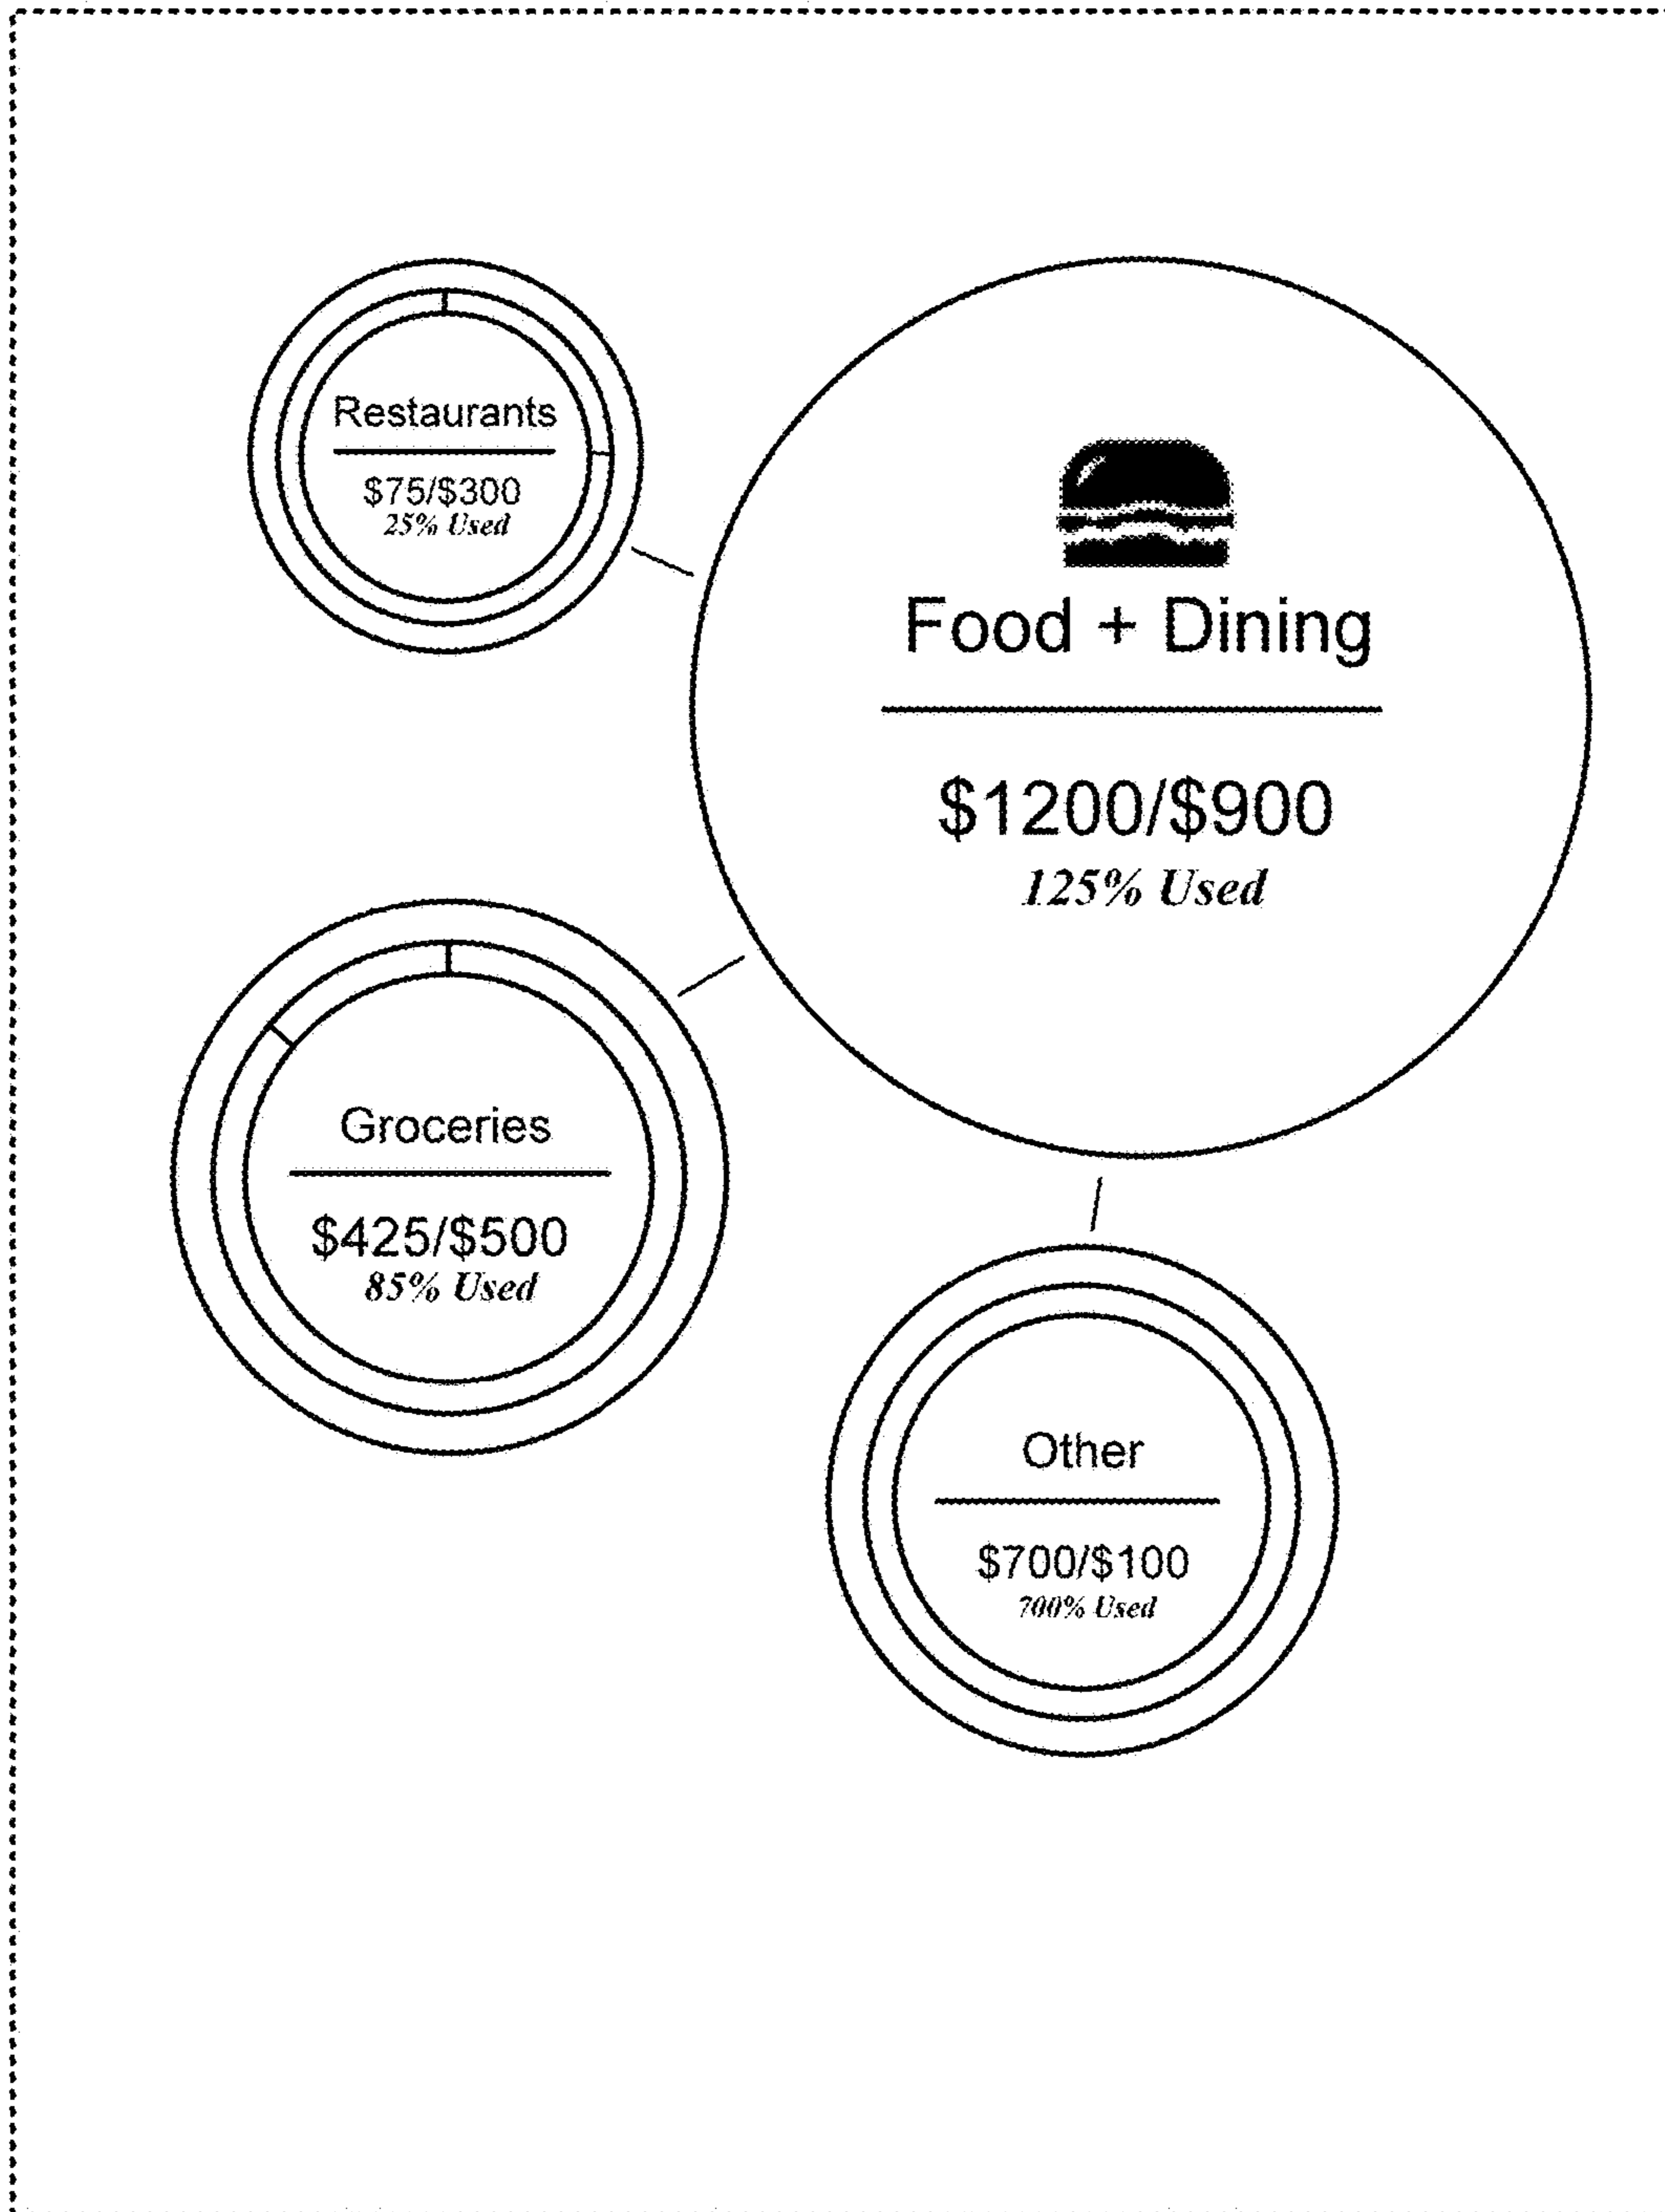 Restaurants
$75/$300
25% Used
Food + Dining
$1200/$900
125% Used
Groceries
$425/$500
85% Used
Other
$700/$100
700% Used